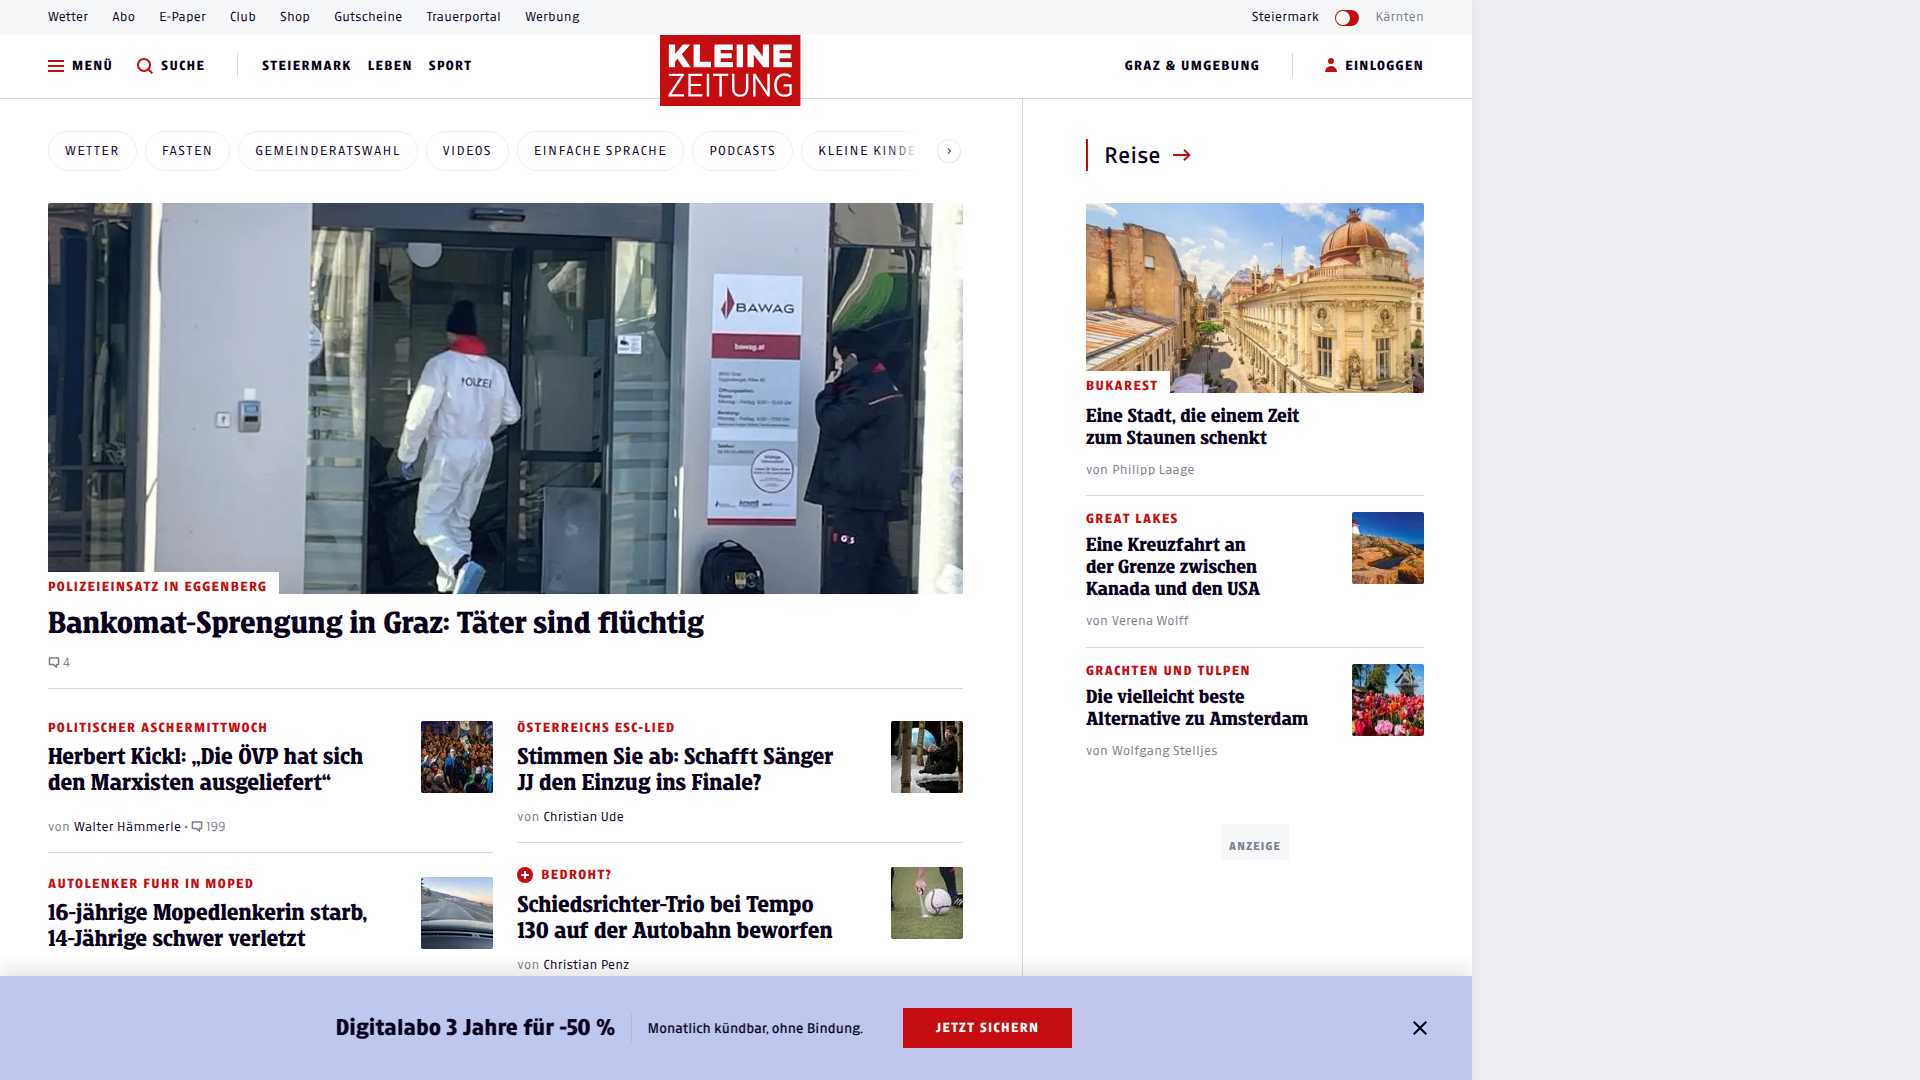 Wetter Abo E-Paper Club Shop Gutscheine Trauerportal Werbung Steiermark Kärnten
MENÜ SUCHE STEIERMARK LEBEN SPORT KLEINE ZEITUNG GRAZ & UMGEBUNG EINLOGGEN
WETTER FASTEN GEMEINDERATSWAHL VIDEOS EINFACHE SPRACHE PODCASTS KLEINE KINDE
POLIZEI
BAWAG
bawag.at
POLIZEIEINSATZ IN EGGENBERG
Bankomat-Sprengung in Graz: Täter sind flüchtig
4
POLITISCHER ASCHERMITTWOCH
Herbert Kickl: „Die ÖVP hat sich
den Marxisten ausgeliefert“
von Walter Hämmerle • 199
AUTOLENKER FUHR IN MOPED
16-jährige Mopedlenkerin starb,
14-Jährige schwer verletzt
ÖSTERREICHS ESC-LIED
Stimmen Sie ab: Schafft Sänger
JJ den Einzug ins Finale?
von Christian Ude
BEDROHT?
Schiedsrichter-Trio bei Tempo
130 auf der Autobahn beworfen
von Christian Penz
Reise
BUKAREST
Eine Stadt, die einem Zeit
zum Staunen schenkt
von Philipp Laage
GREAT LAKES
Eine Kreuzfahrt an
der Grenze zwischen
Kanada und den USA
von Verena Wolff
GRACHTEN UND TULPEN
Die vielleicht beste
Alternative zu Amsterdam
von Wolfgang Stelljes
ANZEIGE
Digitalabo 3 Jahre für -50 % Monatlich kündbar, ohne Bindung. JETZT SICHERN